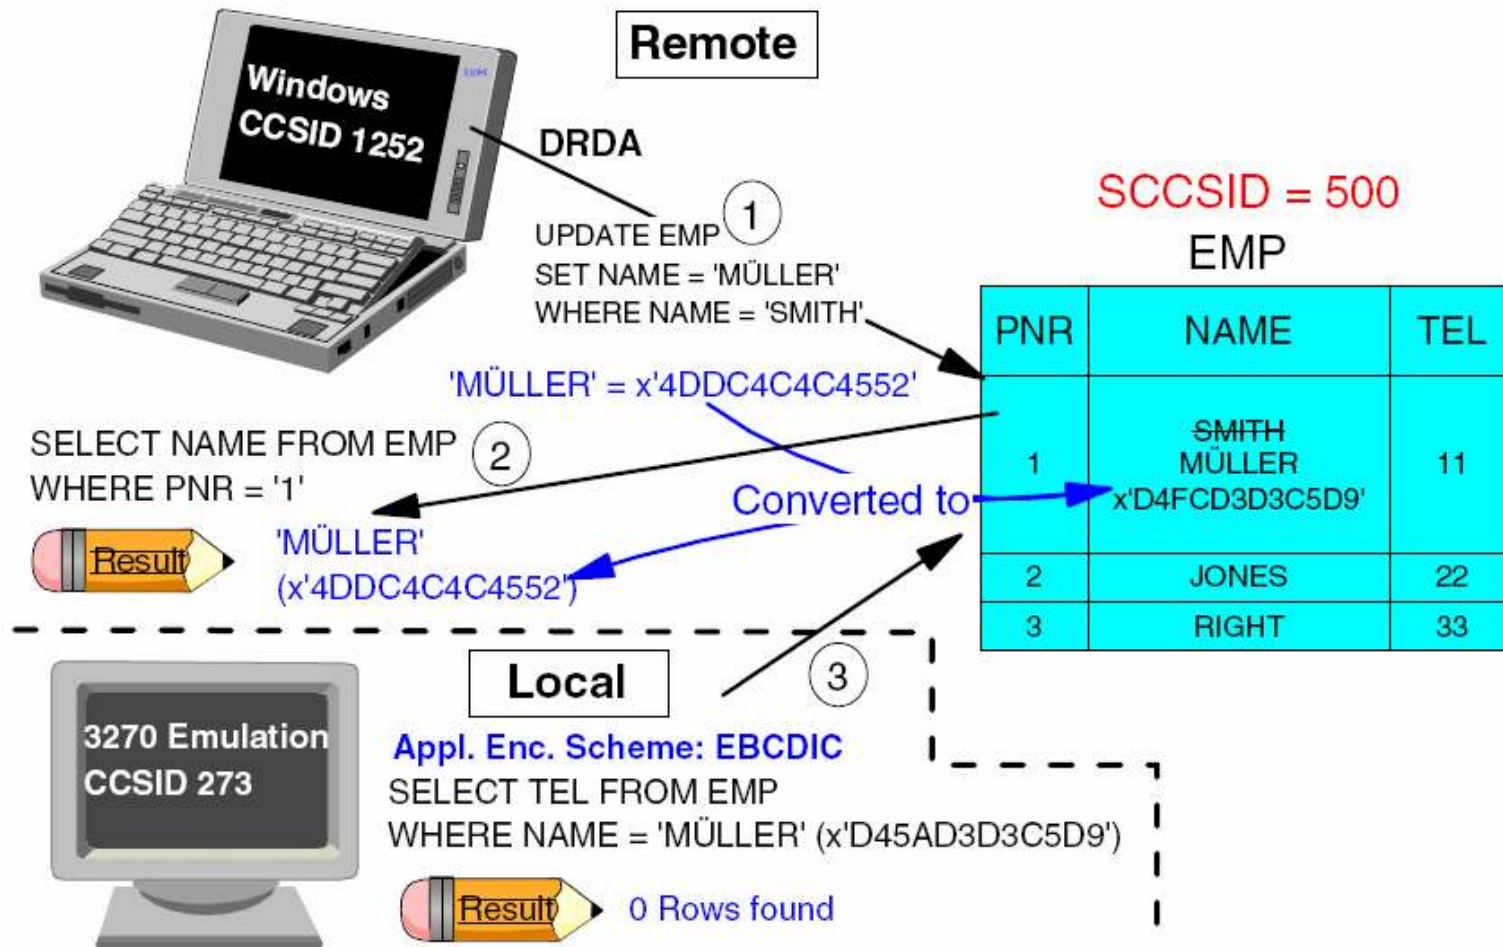 Remote
Windows
CCSID 1252
IBM
DRDA
1
UPDATE EMP
SET NAME = 'MÜLLER'
WHERE NAME = 'SMITH'
SCCSID = 500
EMP
PNR NAME TEL
1 SMITH MÜLLER x'D4FCD3D3C5D9' 11
2 JONES 22
3 RIGHT 33
'MÜLLER' = x'4DDC4C4C4552'
SELECT NAME FROM EMP
WHERE PNR = '1'
2
Converted to
Result
'MÜLLER'
(x'4DDC4C4C4552')
Local
3
3270 Emulation
CCSID 273
Appl. Enc. Scheme: EBCDIC
SELECT TEL FROM EMP
WHERE NAME = 'MÜLLER' (x'D45AD3D3C5D9')
Result
0 Rows found